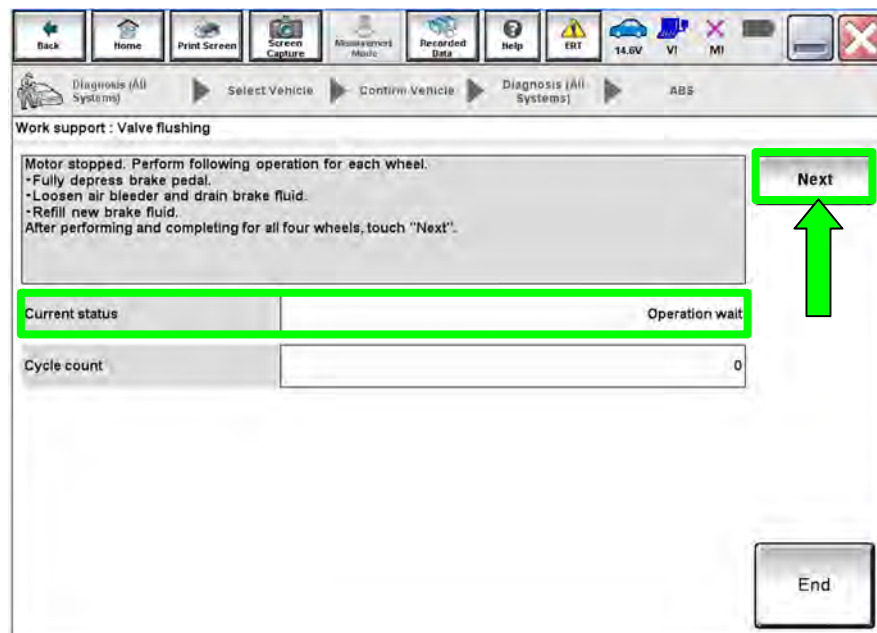 Back
Home
Print Screen
Screen Capture
Measurement Mode
Recorded Data
Help
ERT
14.6V
VI
MI
Diagnosis (All Systems)
Select Vehicle
Confirm Vehicle
Diagnosis (All Systems)
ABS
Work support : Valve flushing
Motor stopped. Perform following operation for each wheel.
･Fully depress brake pedal.
･Loosen air bleeder and drain brake fluid.
･Refill new brake fluid.
After performing and completing for all four wheels, touch "Next".
Next
Current status
Operation wait
Cycle count
0
End